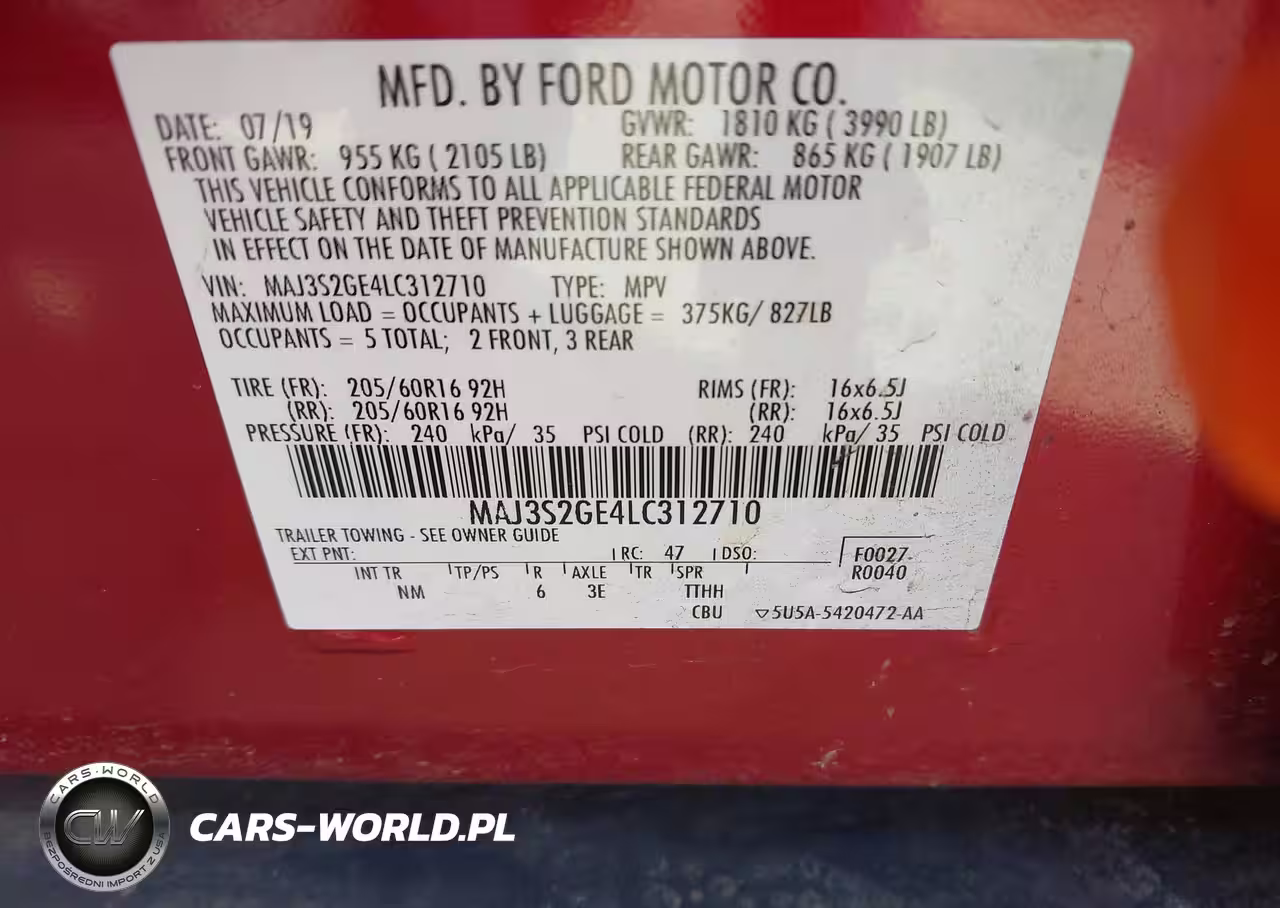 MFD. BY FORD MOTOR CO.
DATE: 07/19 GVWR: 1810 KG ( 3990 LB)
FRONT GAWR: 955 KG ( 2105 LB) REAR GAWR: 865 KG ( 1907 LB)
THIS VEHICLE CONFORMS TO ALL APPLICABLE FEDERAL MOTOR
VEHICLE SAFETY AND THEFT PREVENTION STANDARDS
IN EFFECT ON THE DATE OF MANUFACTURE SHOWN ABOVE.
VIN: MAJ3S2GE4LC312710 TYPE: MPV
MAXIMUM LOAD = OCCUPANTS + LUGGAGE = 375KG/ 827LB
OCCUPANTS = 5 TOTAL; 2 FRONT, 3 REAR
TIRE (FR): 205/60R16 92H RIMS (FR): 16x6.5J
(RR): 205/60R16 92H (RR): 16x6.5J
PRESSURE (FR): 240 kPa/ 35 PSI COLD (RR): 240 kPa/ 35 PSI COLD
MAJ3S2GE4LC312710
TRAILER TOWING - SEE OWNER GUIDE
EXT PNT: RC: 47 DSO: F0027
INT TR TP/PS R AXLE TR SPR R0040
NM 6 3E TTHH
CBU ▽5U5A-5420472-AA
CARS-WORLD
CW
BEZPOŚREDNI IMPORT Z USA
CARS-WORLD.PL